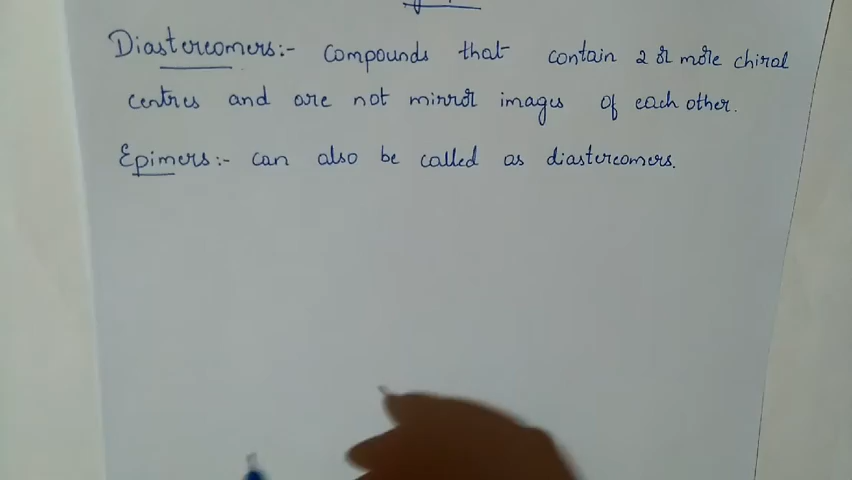 Diastereomers:- compounds that contain 2 or more chiral
centres and are not mirror images of each other.
Epimers:- can also be called as diastereomers.